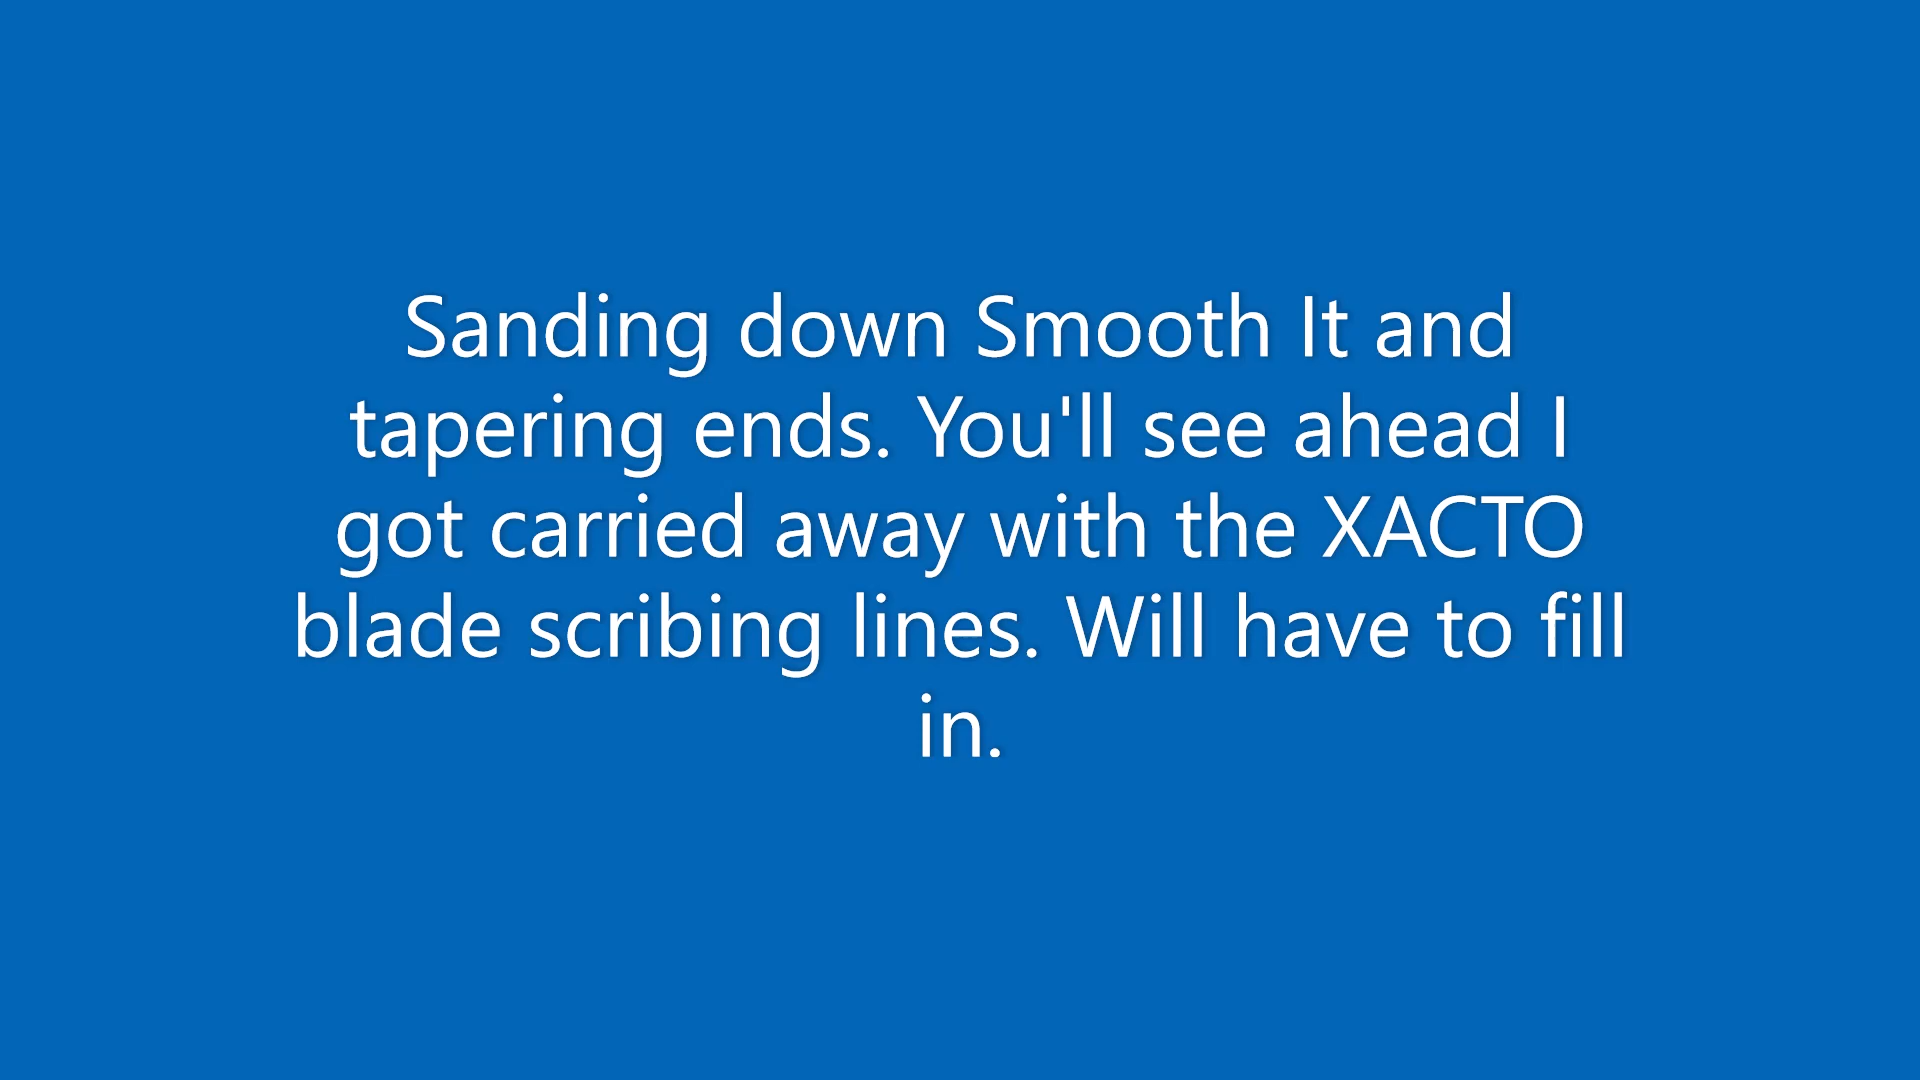 Sanding down Smooth It and
tapering ends. You'll see ahead I
got carried away with the XACTO
blade scribing lines. Will have to fill
in.